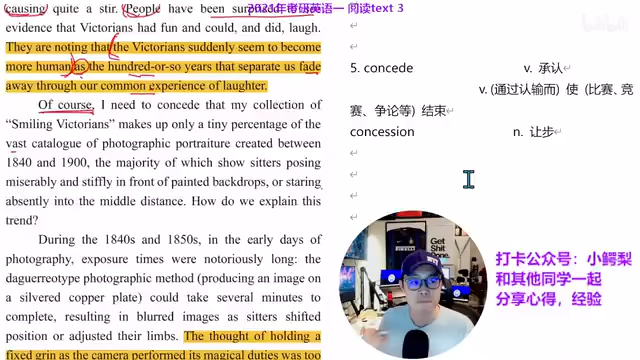 2021年考研英语一 阅读text 3
causing quite a stir. People have been surprised to see
evidence that Victorians had fun and could, and did, laugh.
They are noting that the Victorians suddenly seem to become
more human as the hundred-or-so years that separate us fade
away through our common experience of laughter.
Of course, I need to concede that my collection of
“Smiling Victorians” makes up only a tiny percentage of the
vast catalogue of photographic portraiture created between
1840 and 1900, the majority of which show sitters posing
miserably and stiffly in front of painted backdrops, or staring
absently into the middle distance. How do we explain this
trend?
During the 1840s and 1850s, in the early days of
photography, exposure times were notoriously long: the
daguerreotype photographic method (producing an image on
a silvered copper plate) could take several minutes to
complete, resulting in blurred images as sitters shifted
position or adjusted their limbs. The thought of holding a
fixed grin as the camera performed its magical duties was too
5. concede v. 承认
v. (通过认输而) 使 (比赛、竞
赛、争论等) 结束
concession n. 让步
Get
Shit
Done.
打卡公众号：小鳄梨
和其他同学一起
分享心得，经验
bilibili